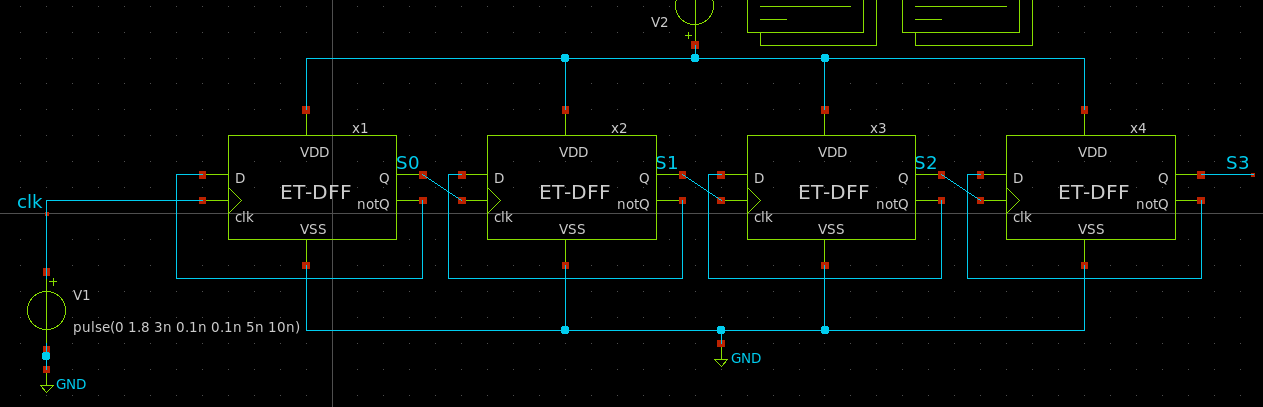 V2
+
x1
x2
x3
x4
VDD
VDD
VDD
VDD
S0
S1
S2
S3
D
Q
D
Q
D
Q
D
Q
ET-DFF
ET-DFF
ET-DFF
ET-DFF
clk
notQ
notQ
notQ
notQ
clk
clk
clk
clk
VSS
VSS
VSS
VSS
+
V1
pulse(0 1.8 3n 0.1n 0.1n 5n 10n)
GND
GND